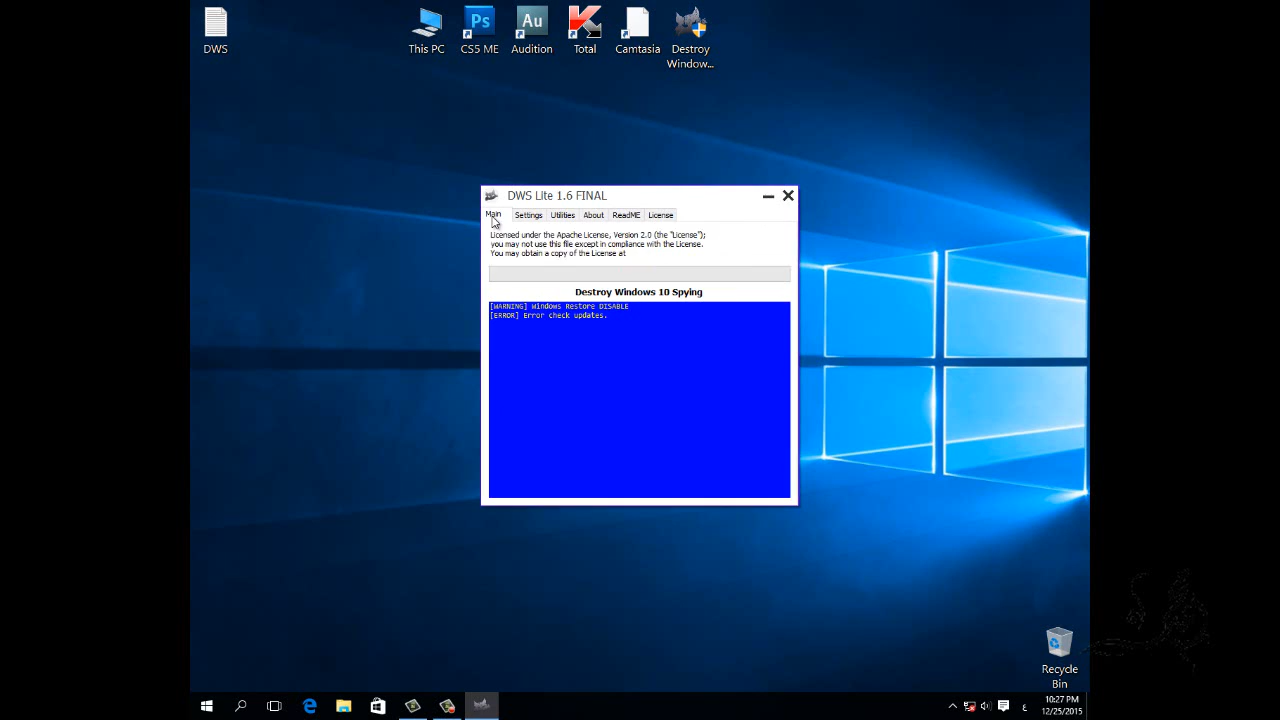 DWS
This PC
Ps
CS5 ME
Au
Audition
Total
Camtasia
Destroy
Window...
DWS Lite 1.6 FINAL
Main Settings Utilities About ReadME License
Licensed under the Apache License, Version 2.0 (the "License");
you may not use this file except in compliance with the License.
You may obtain a copy of the License at
Destroy Windows 10 Spying
[WARNING] Windows Restore DISABLE
[ERROR] Error check updates.
Recycle
Bin
ع
10:27 PM
12/25/2015